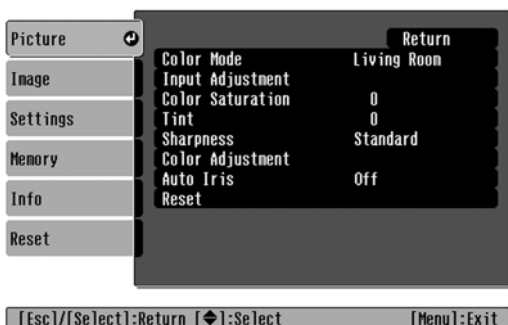 Picture
Image
Settings
Memory
Info
Reset
Return
Color Mode Living Room
Input Adjustment
Color Saturation 0
Tint 0
Sharpness Standard
Color Adjustment
Auto Iris Off
Reset
[Esc]/[Select]:Return [◆]:Select [Menu]:Exit